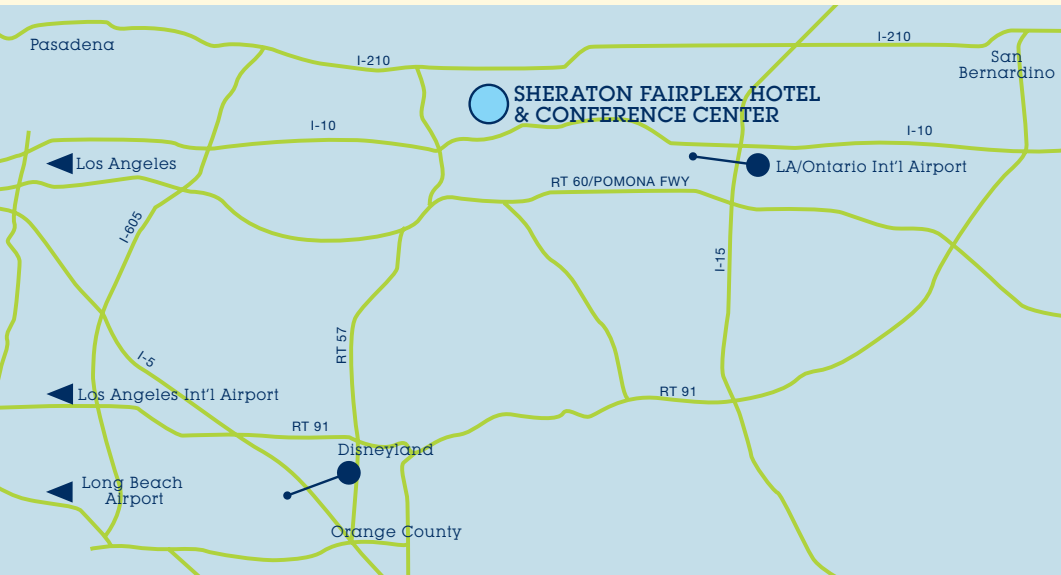 I-210
Pasadena
I-210
San
Bernardino
SHERATON FAIRPLEX HOTEL
& CONFERENCE CENTER
I-10
I-10
Los Angeles
LA/Ontario Int'l Airport
RT 60/POMONA FWY
I-605
I-15
RT 57
I-5
Los Angeles Int'l Airport
RT 91
RT 91
Disneyland
Long Beach
Airport
Orange County